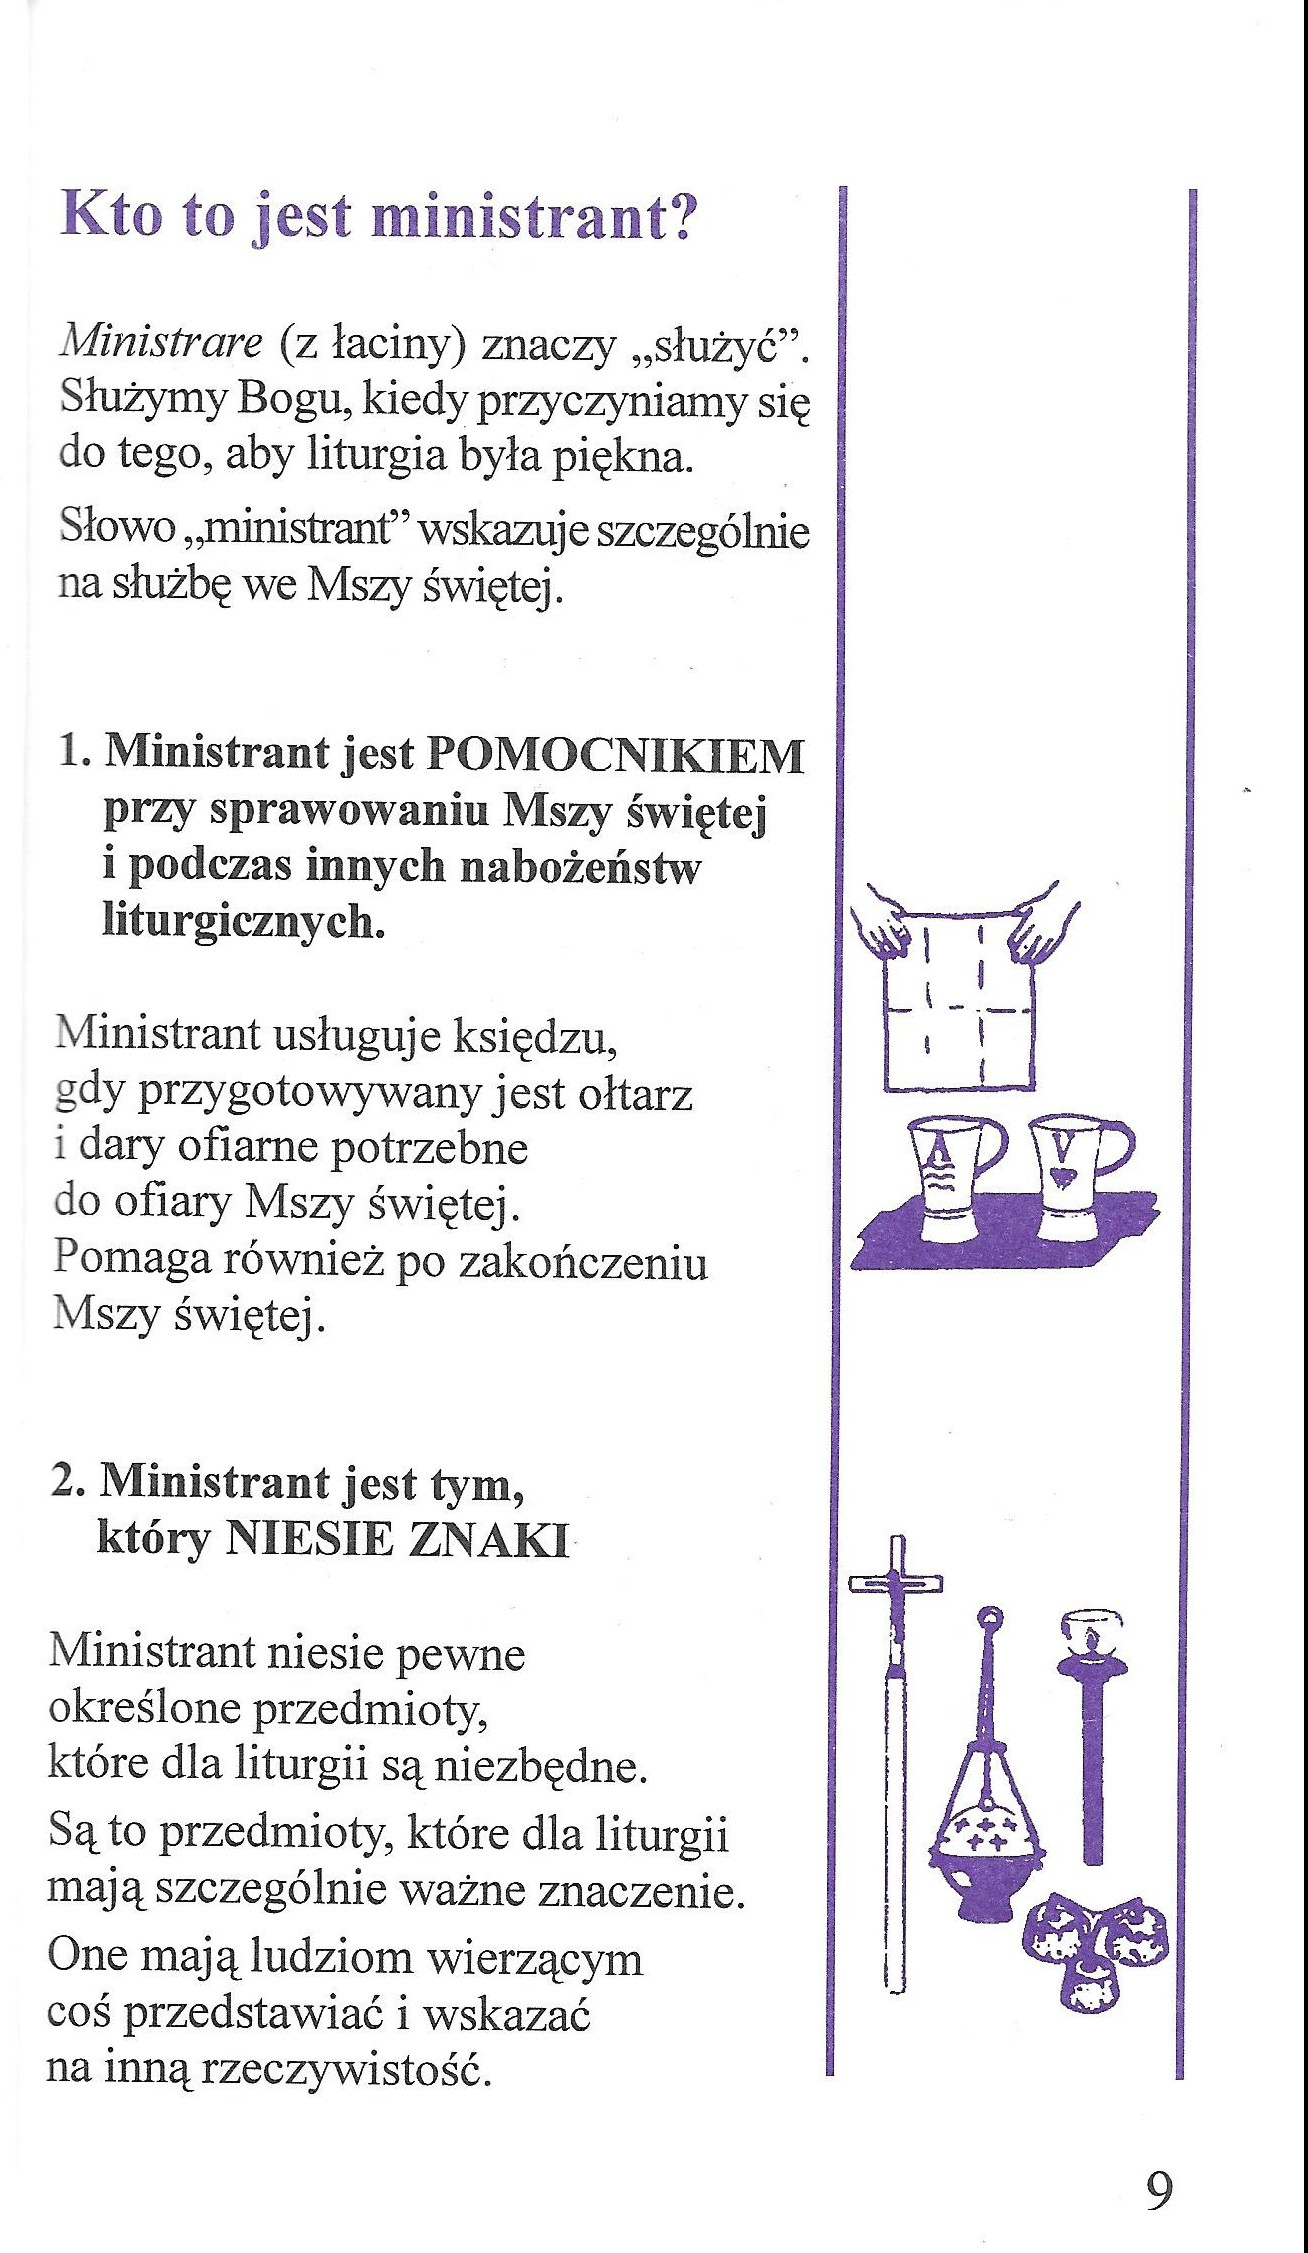 Kto to jest ministrant?
Ministrare (z łaciny) znaczy „służyć”.
Służymy Bogu, kiedy przyczyniamy się
do tego, aby liturgia była piękna.
Słowo „ministrant” wskazuje szczególnie
na służbę we Mszy świętej.
1. Ministrant jest POMOCNIKIEM
przy sprawowaniu Mszy świętej
i podczas innych nabożeństw
liturgicznych.
Ministrant usługuje księdzu,
gdy przygotowywany jest ołtarz
i dary ofiarne potrzebne
do ofiary Mszy świętej.
Pomaga również po zakończeniu
Mszy świętej.
A V
2. Ministrant jest tym,
który NIESIE ZNAKI
Ministrant niesie pewne
określone przedmioty,
które dla liturgii są niezbędne.
Są to przedmioty, które dla liturgii
mają szczególnie ważne znaczenie.
One mają ludziom wierzącym
coś przedstawiać i wskazać
na inną rzeczywistość.
9